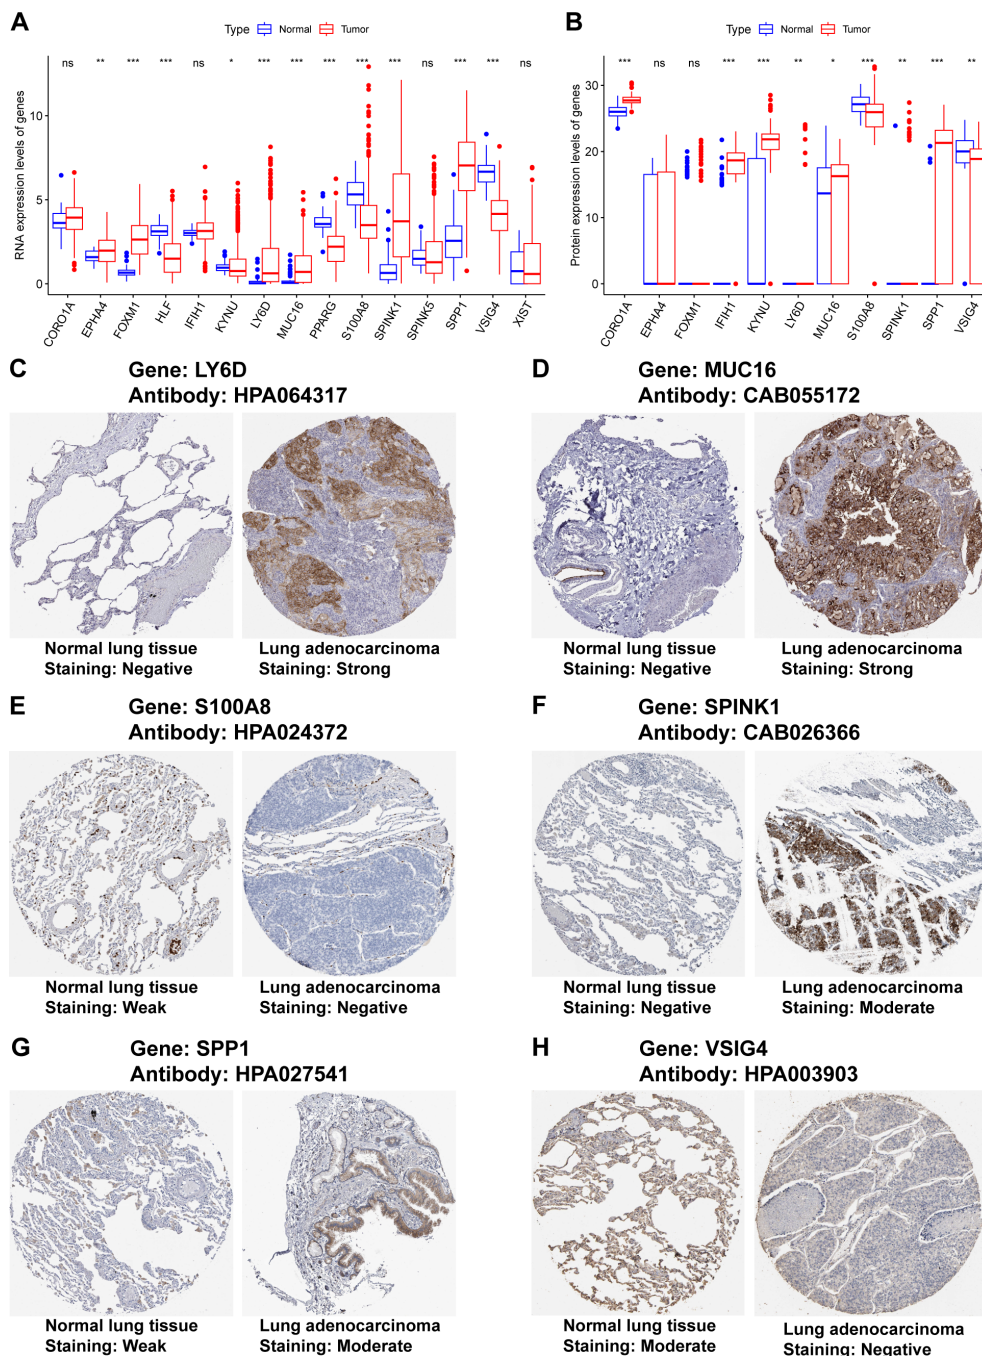 A
Type Normal Tumor
ns ** *** *** ns * *** *** *** *** *** ns *** *** ns
RNA expression levels of genes
10
5
0
CORO1A EPHA4 FOXM1 HLF IFIH1 KYNU LY6D MUC16 PPARG S100A8 SPINK1 SPINK5 SPP1 VSIG4 XIST
B
Type Normal Tumor
*** ns ns *** *** ** * *** ** *** **
Protein expression levels of genes
30
20
10
0
CORO1A EPHA4 FOXM1 IFIH1 KYNU LY6D MUC16 S100A8 SPINK1 SPP1 VSIG4
C
Gene: LY6D
Antibody: HPA064317
Normal lung tissue
Staining: Negative
Lung adenocarcinoma
Staining: Strong
D
Gene: MUC16
Antibody: CAB055172
Normal lung tissue
Staining: Negative
Lung adenocarcinoma
Staining: Strong
E
Gene: S100A8
Antibody: HPA024372
Normal lung tissue
Staining: Weak
Lung adenocarcinoma
Staining: Negative
F
Gene: SPINK1
Antibody: CAB026366
Normal lung tissue
Staining: Negative
Lung adenocarcinoma
Staining: Moderate
G
Gene: SPP1
Antibody: HPA027541
Normal lung tissue
Staining: Weak
Lung adenocarcinoma
Staining: Moderate
H
Gene: VSIG4
Antibody: HPA003903
Normal lung tissue
Staining: Moderate
Lung adenocarcinoma
Staining: Negative